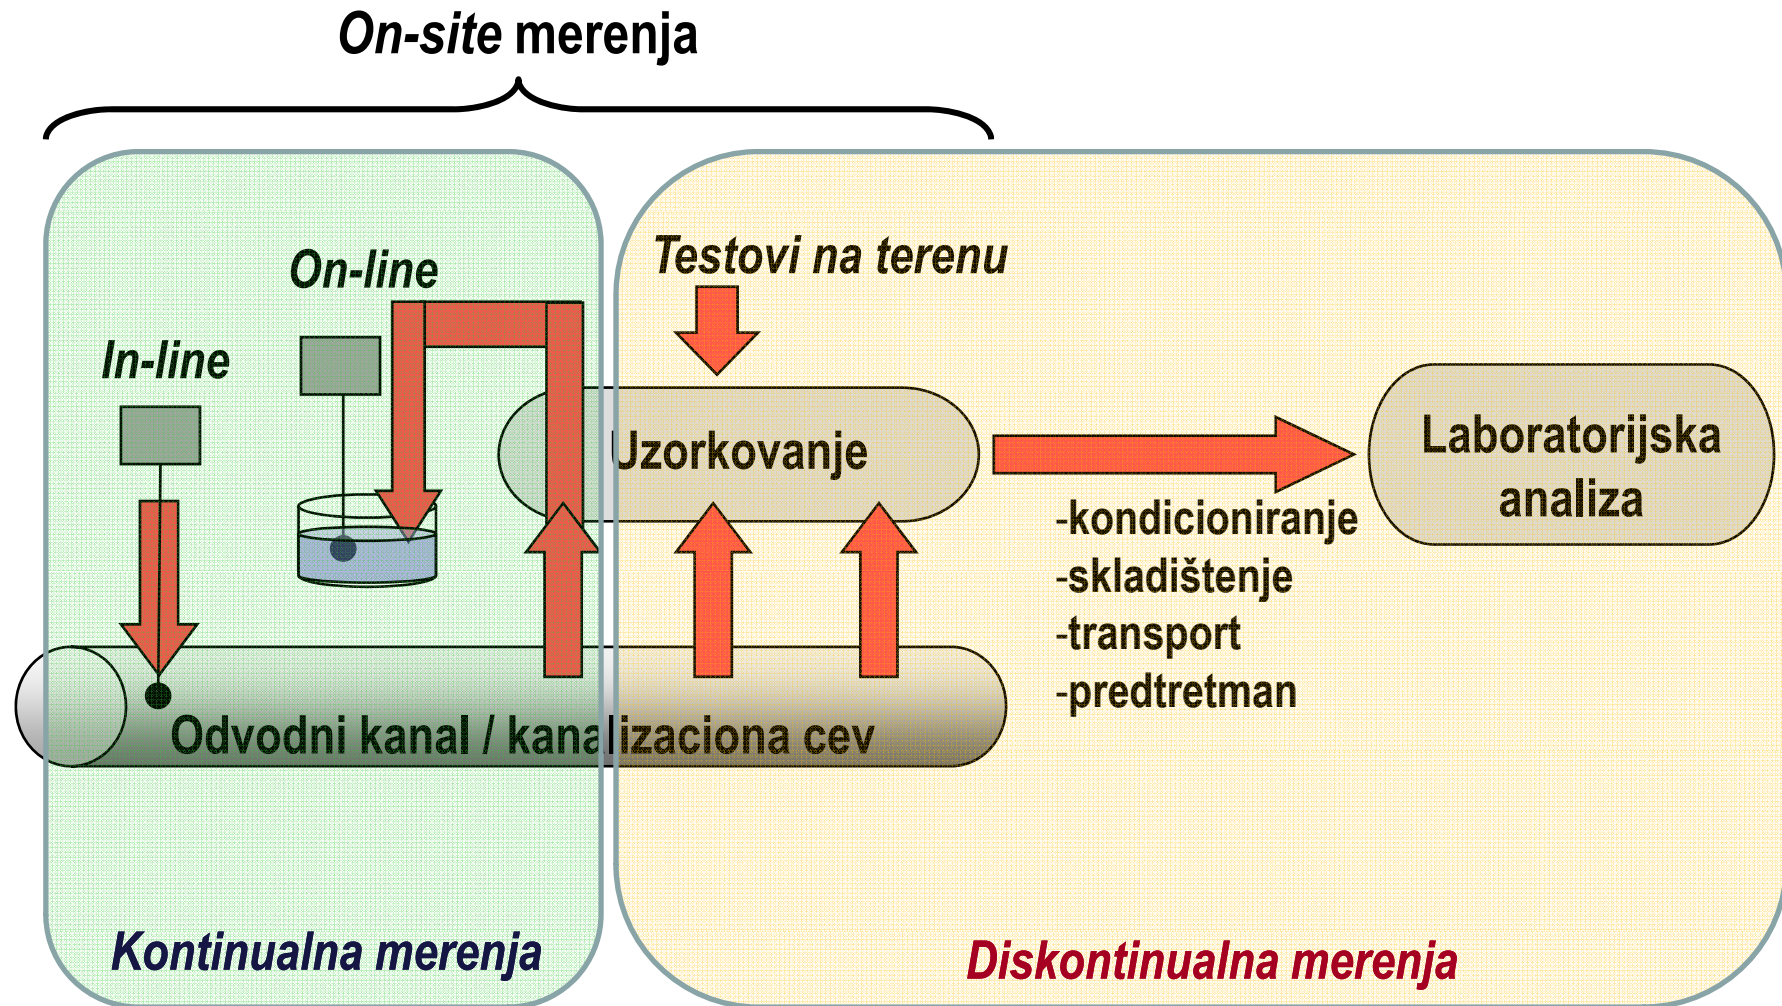 On-site merenja
On-line
In-line
Testovi na terenu
Uzorkovanje
Laboratorijska
analiza
-kondicioniranje
-skladištenje
-transport
-predtretman
Odvodni kanal / kanalizaciona cev
Kontinualna merenja
Diskontinualna merenja